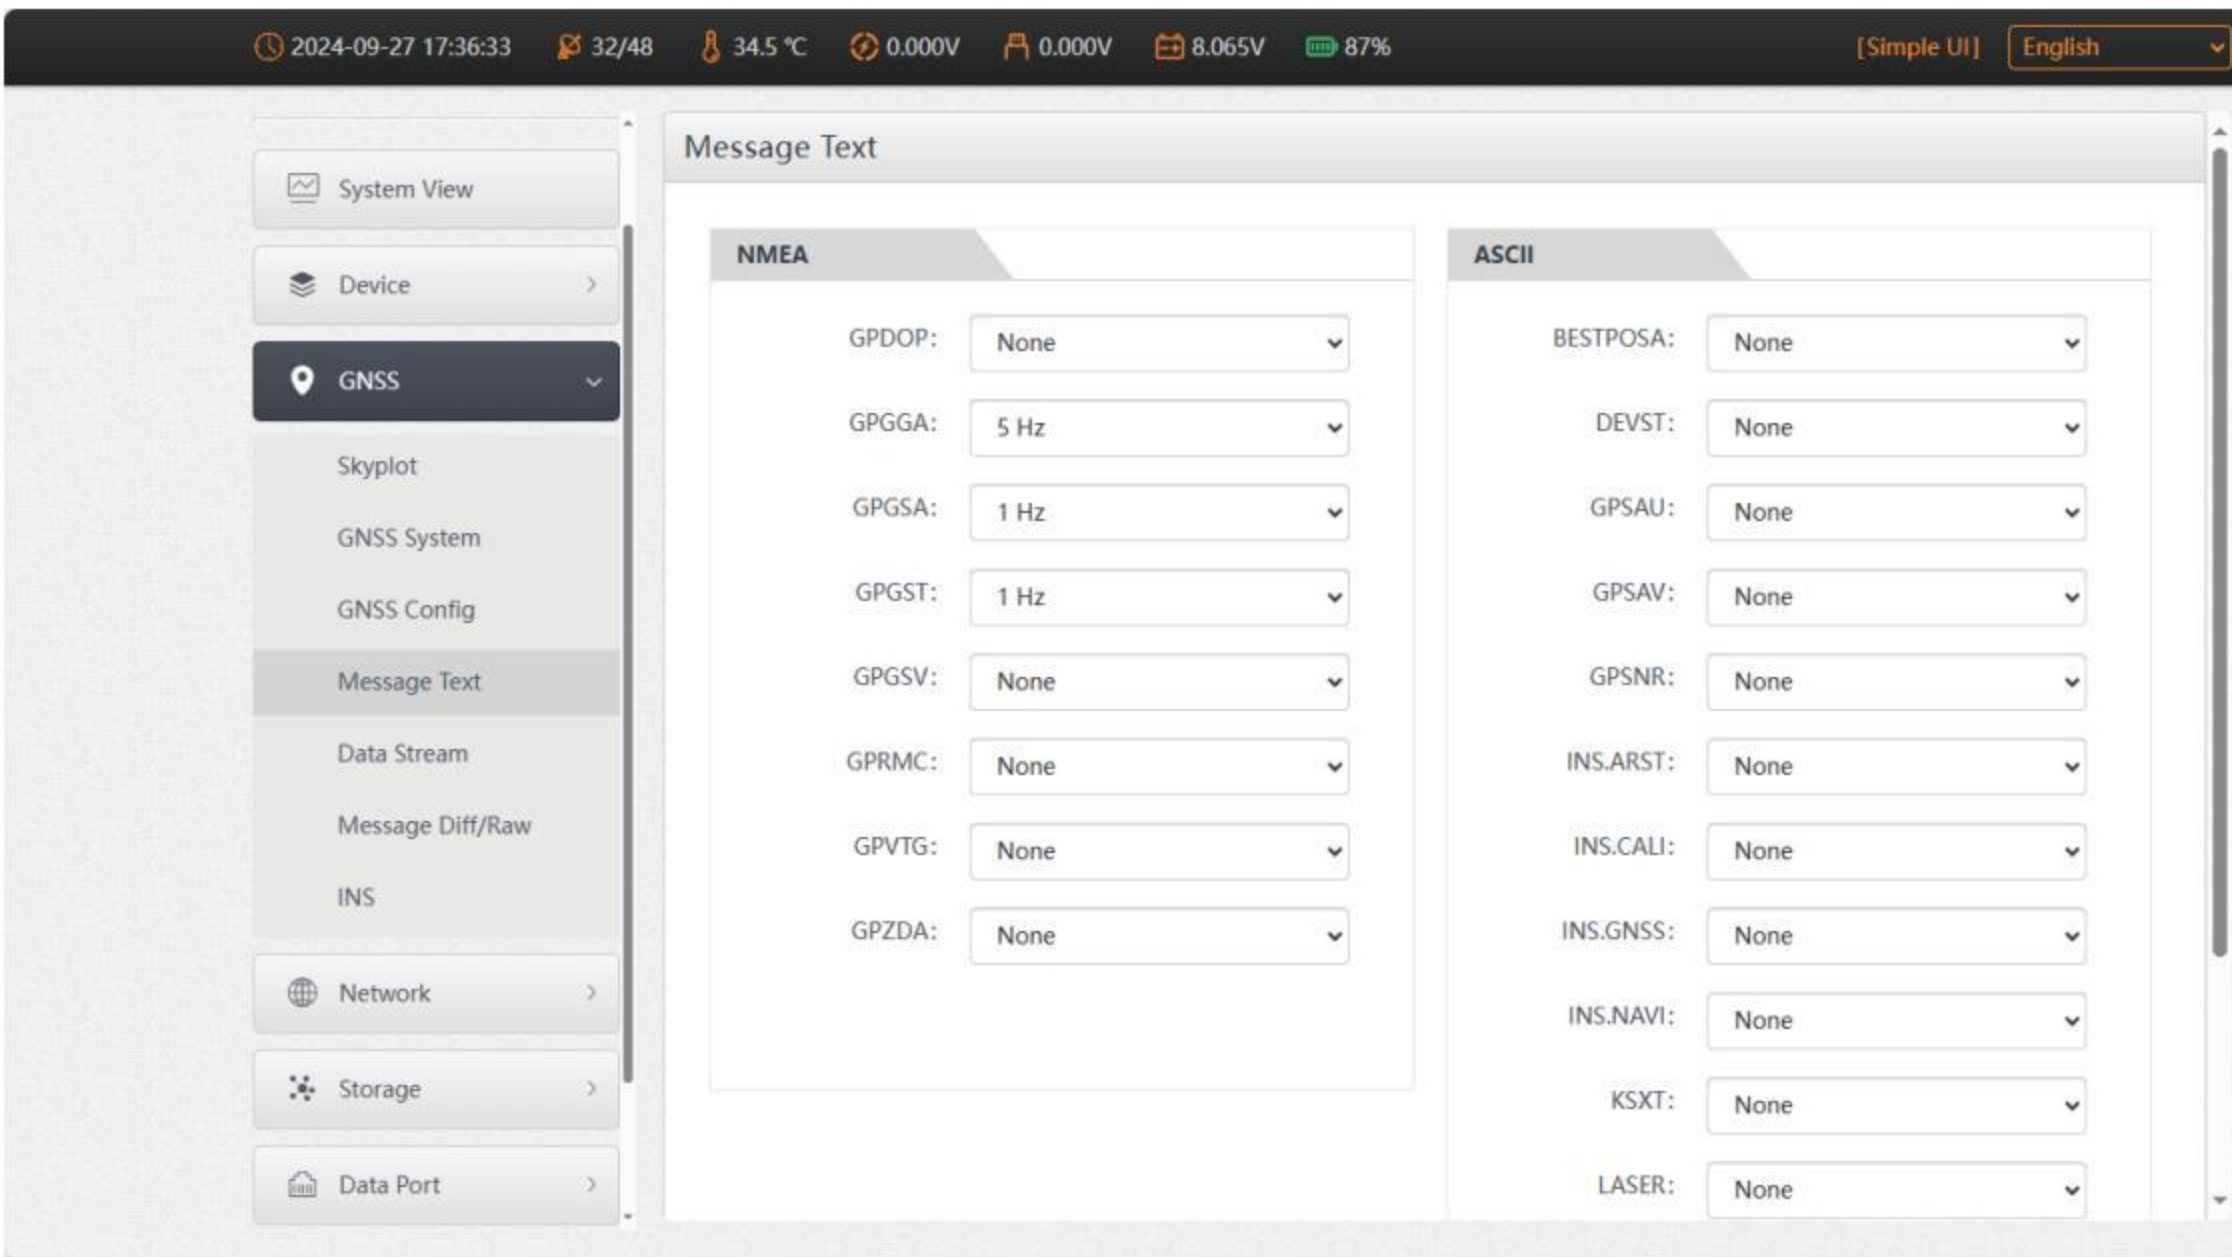 2024-09-27 17:36:33 32/48 34.5 ℃ 0.000V 0.000V 8.065V 87% [Simple UI] English
System View
Device
GNSS
Skyplot
GNSS System
GNSS Config
Message Text
Data Stream
Message Diff/Raw
INS
Network
Storage
Data Port
Message Text
NMEA
GPDOP: None
GPGGA: 5 Hz
GPGSA: 1 Hz
GPGST: 1 Hz
GPGSV: None
GPRMC: None
GPVTG: None
GPZDA: None
ASCII
BESTPOSA: None
DEVST: None
GPSAU: None
GPSAV: None
GPSNR: None
INS.ARST: None
INS.CALI: None
INS.GNSS: None
INS.NAVI: None
KSXT: None
LASER: None